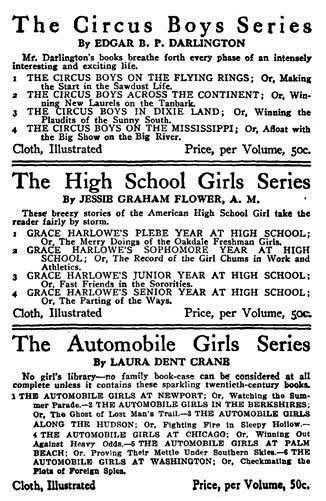 The Circus Boys Series
By EDGAR B. P. DARLINGTON
Mr. Darlington's books breathe forth every phase of an intensely
interesting and exciting life.
1 THE CIRCUS BOYS ON THE FLYING RINGS; Or, Making
the Start in the Sawdust Life.
2 THE CIRCUS BOYS ACROSS THE CONTINENT; Or, Win-
ning New Laurels on the Tanbark.
3 THE CIRCUS BOYS IN DIXIE LAND; Or, Winning the
Plaudits of the Sunny South.
4 THE CIRCUS BOYS ON THE MISSISSIPPI; Or, Afloat with
the Big Show on the Big River.
Cloth, Illustrated Price, per Volume, 50c.
The High School Girls Series
By JESSIE GRAHAM FLOWER, A. M.
These breezy stories of the American High School Girl take the
reader fairly by storm.
1 GRACE HARLOWE'S PLEBE YEAR AT HIGH SCHOOL;
Or, The Merry Doings of the Oakdale Freshman Girls.
2 GRACE HARLOWE'S SOPHOMORE YEAR AT HIGH
SCHOOL; Or, The Record of the Girl Chums in Work and
Athletics.
3 GRACE HARLOWE'S JUNIOR YEAR AT HIGH SCHOOL;
Or, Fast Friends in the Sororities.
4 GRACE HARLOWE'S SENIOR YEAR AT HIGH SCHOOL;
Or, The Parting of the Ways.
Cloth, Illustrated Price, per Volume, 50c.
The Automobile Girls Series
By LAURA DENT CRANE
No girl's library—no family book-case can be considered at all
complete unless it contains these sparkling twentieth-century books.
1 THE AUTOMOBILE GIRLS AT NEWPORT; Or, Watching the Sum-
mer Parade.—2 THE AUTOMOBILE GIRLS IN THE BERKSHIRES;
Or, The Ghost of Lost Man's Trail.—3 THE AUTOMOBILE GIRLS
ALONG THE HUDSON; Or, Fighting Fire in Sleepy Hollow.—
4 THE AUTOMOBILE GIRLS AT CHICAGO; Or, Winning Out
Against Heavy Odds.—5 THE AUTOMOBILE GIRLS AT PALM
BEACH; Or, Proving Their Mettle Under Southern Skies.—6 THE
AUTOMOBILE GIRLS AT WASHINGTON; Or, Checkmating the
Plots of Foreign Spies.
Cloth, Illustrated Price, per Volume, 50c.